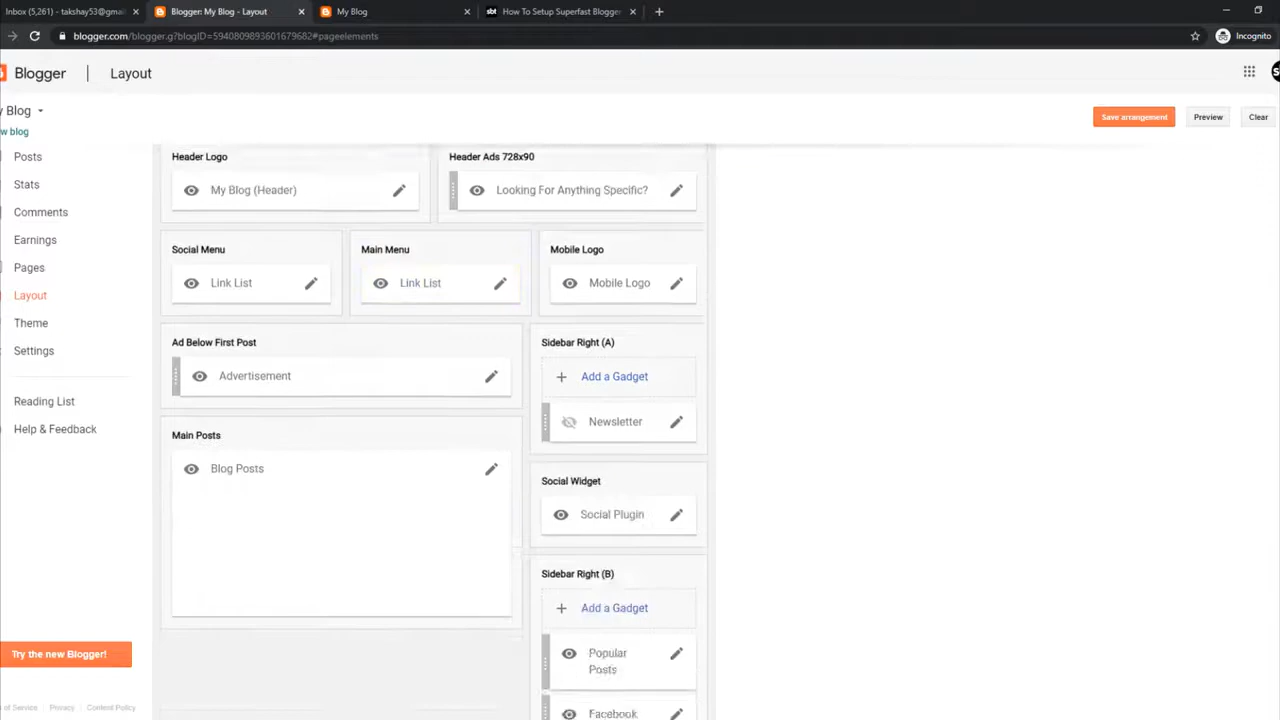 Inbox (5,261) - takshay53@gmai
Blogger: My Blog - Layout
My Blog
sbt How To Setup Superfast Blogger
blogger.com/blogger.g?blogID=5940809893601679682#pageelements
Incognito
Blogger
Layout
y Blog
w blog
Save arrangement
Preview
Clear
Posts
Stats
Comments
Earnings
Pages
Layout
Theme
Settings
Reading List
Help & Feedback
Try the new Blogger!
of Service
Privacy
Content Policy
Header Logo
My Blog (Header)
Header Ads 728x90
Looking For Anything Specific?
Social Menu
Link List
Main Menu
Link List
Mobile Logo
Mobile Logo
Ad Below First Post
Advertisement
Main Posts
Blog Posts
Sidebar Right (A)
Add a Gadget
Newsletter
Social Widget
Social Plugin
Sidebar Right (B)
Add a Gadget
Popular
Posts
Facebook